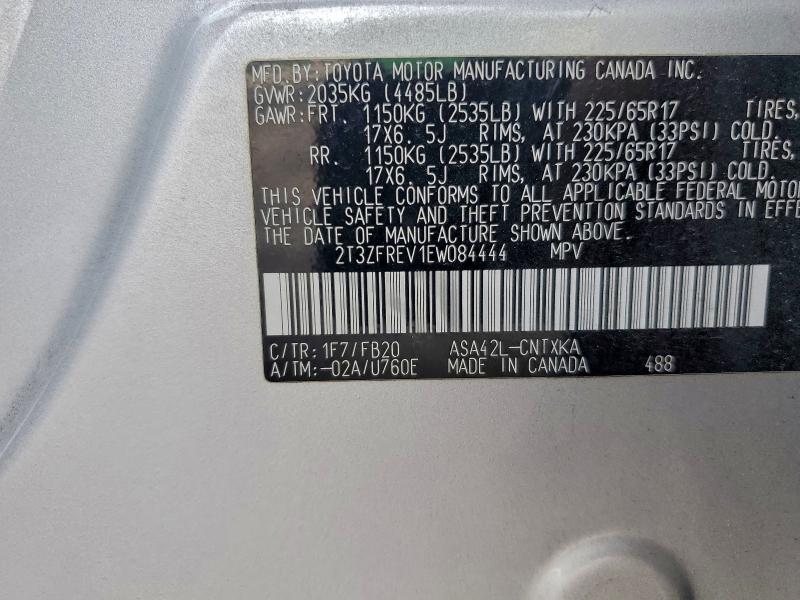 MFD.BY:TOYOTA MOTOR MANUFACTURING CANADA INC.
GVWR:2035KG (4485LB)
GAWR:FRT. 1150KG (2535LB) WITH 225/65R17 TIRES,
17X6.5J RIMS, AT 230KPA (33PSI) COLD.
RR. 1150KG (2535LB) WITH 225/65R17 TIRES,
17X6.5J RIMS, AT 230KPA (33PSI) COLD.
THIS VEHICLE CONFORMS TO ALL APPLICABLE FEDERAL MOTOR
VEHICLE SAFETY AND THEFT PREVENTION STANDARDS IN EFFE
THE DATE OF MANUFACTURE SHOWN ABOVE.
2T3ZFREV1EW084444 MPV
C/TR: 1F7/FB20 ASA42L-CNTXKA
A/TM:-02A/U760E MADE IN CANADA 488